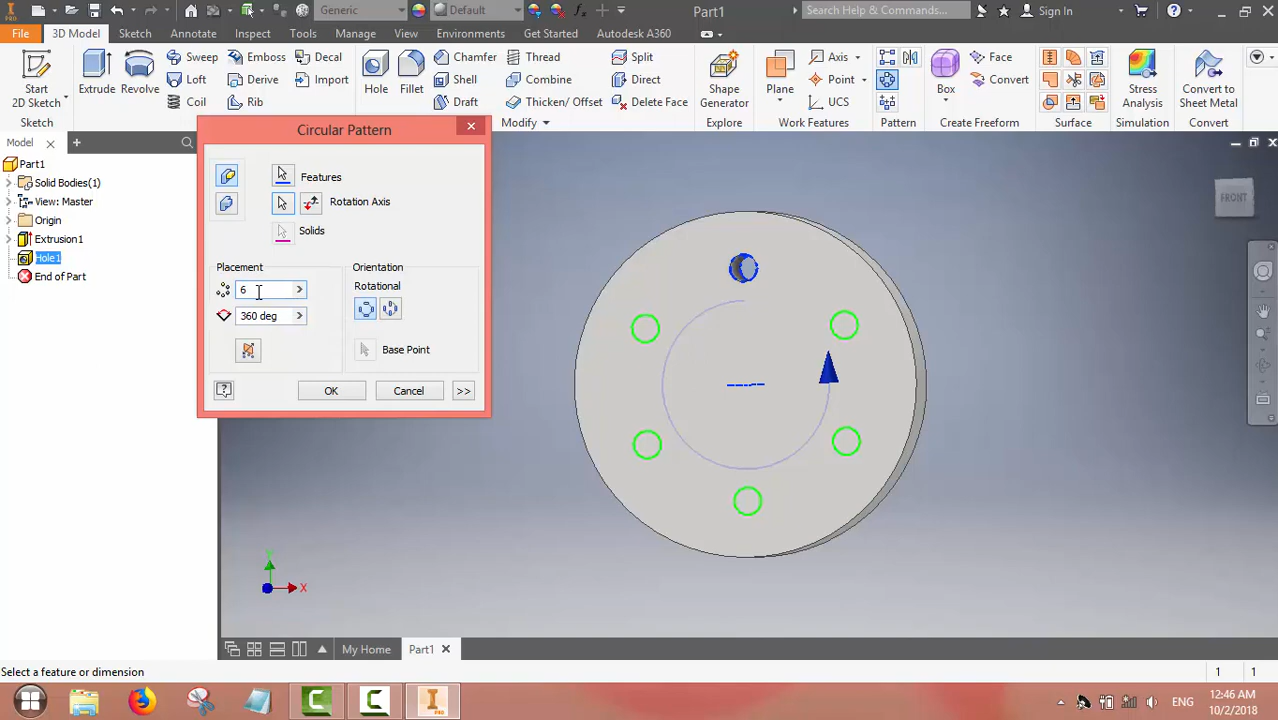 Generic
Default
Part1
Search Help & Commands...
Sign In
File
3D Model
Sketch
Annotate
Inspect
Tools
Manage
View
Environments
Get Started
Autodesk A360
Start
2D Sketch
Extrude
Revolve
Sweep
Loft
Coil
Emboss
Derive
Rib
Decal
Import
Hole
Fillet
Chamfer
Shell
Draft
Thread
Combine
Thicken/ Offset
Split
Direct
Delete Face
Shape
Generator
Plane
Axis
Point
UCS
Box
Face
Convert
Stress
Analysis
Convert to
Sheet Metal
Sketch
Modify
Explore
Work Features
Pattern
Create Freeform
Surface
Simulation
Convert
Model
Part1
Solid Bodies(1)
View: Master
Origin
Extrusion1
Hole1
End of Part
Circular Pattern
Features
Rotation Axis
Solids
Placement
6
360 deg
Orientation
Rotational
Base Point
OK
Cancel
>>
FRONT
X
My Home
Part1
Select a feature or dimension
1
1
PRO
ENG
12:46 AM
10/2/2018